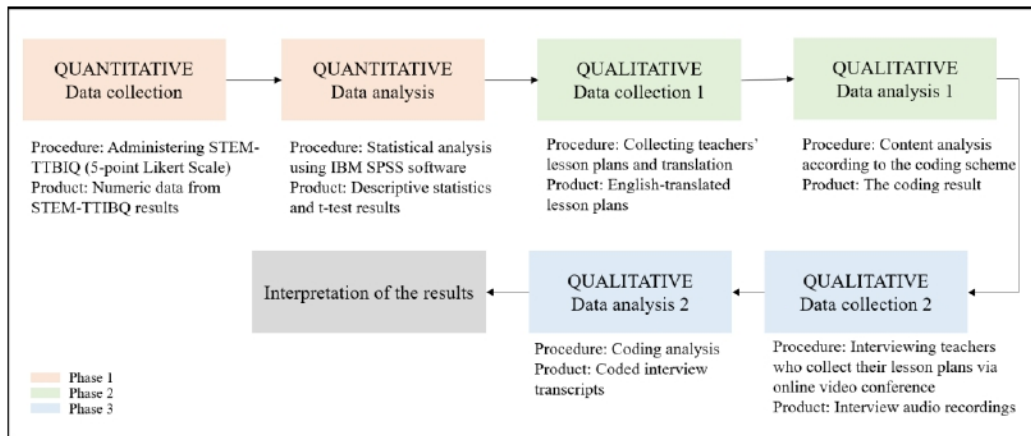 QUANTITATIVE
Data collection
Procedure: Administering STEM-
TTBIQ (5-point Likert Scale)
Product: Numeric data from
STEM-TTIBQ results
QUANTITATIVE
Data analysis
Procedure: Statistical analysis
using IBM SPSS software
Product: Descriptive statistics
and t-test results
QUALITATIVE
Data collection 1
Procedure: Collecting teachers’
lesson plans and translation
Product: English-translated
lesson plans
QUALITATIVE
Data analysis 1
Procedure: Content analysis
according to the coding scheme
Product: The coding result
QUALITATIVE
Data collection 2
Procedure: Interviewing teachers
who collect their lesson plans via
online video conference
Product: Interview audio recordings
QUALITATIVE
Data analysis 2
Procedure: Coding analysis
Product: Coded interview
transcripts
Interpretation of the results
Phase 1
Phase 2
Phase 3